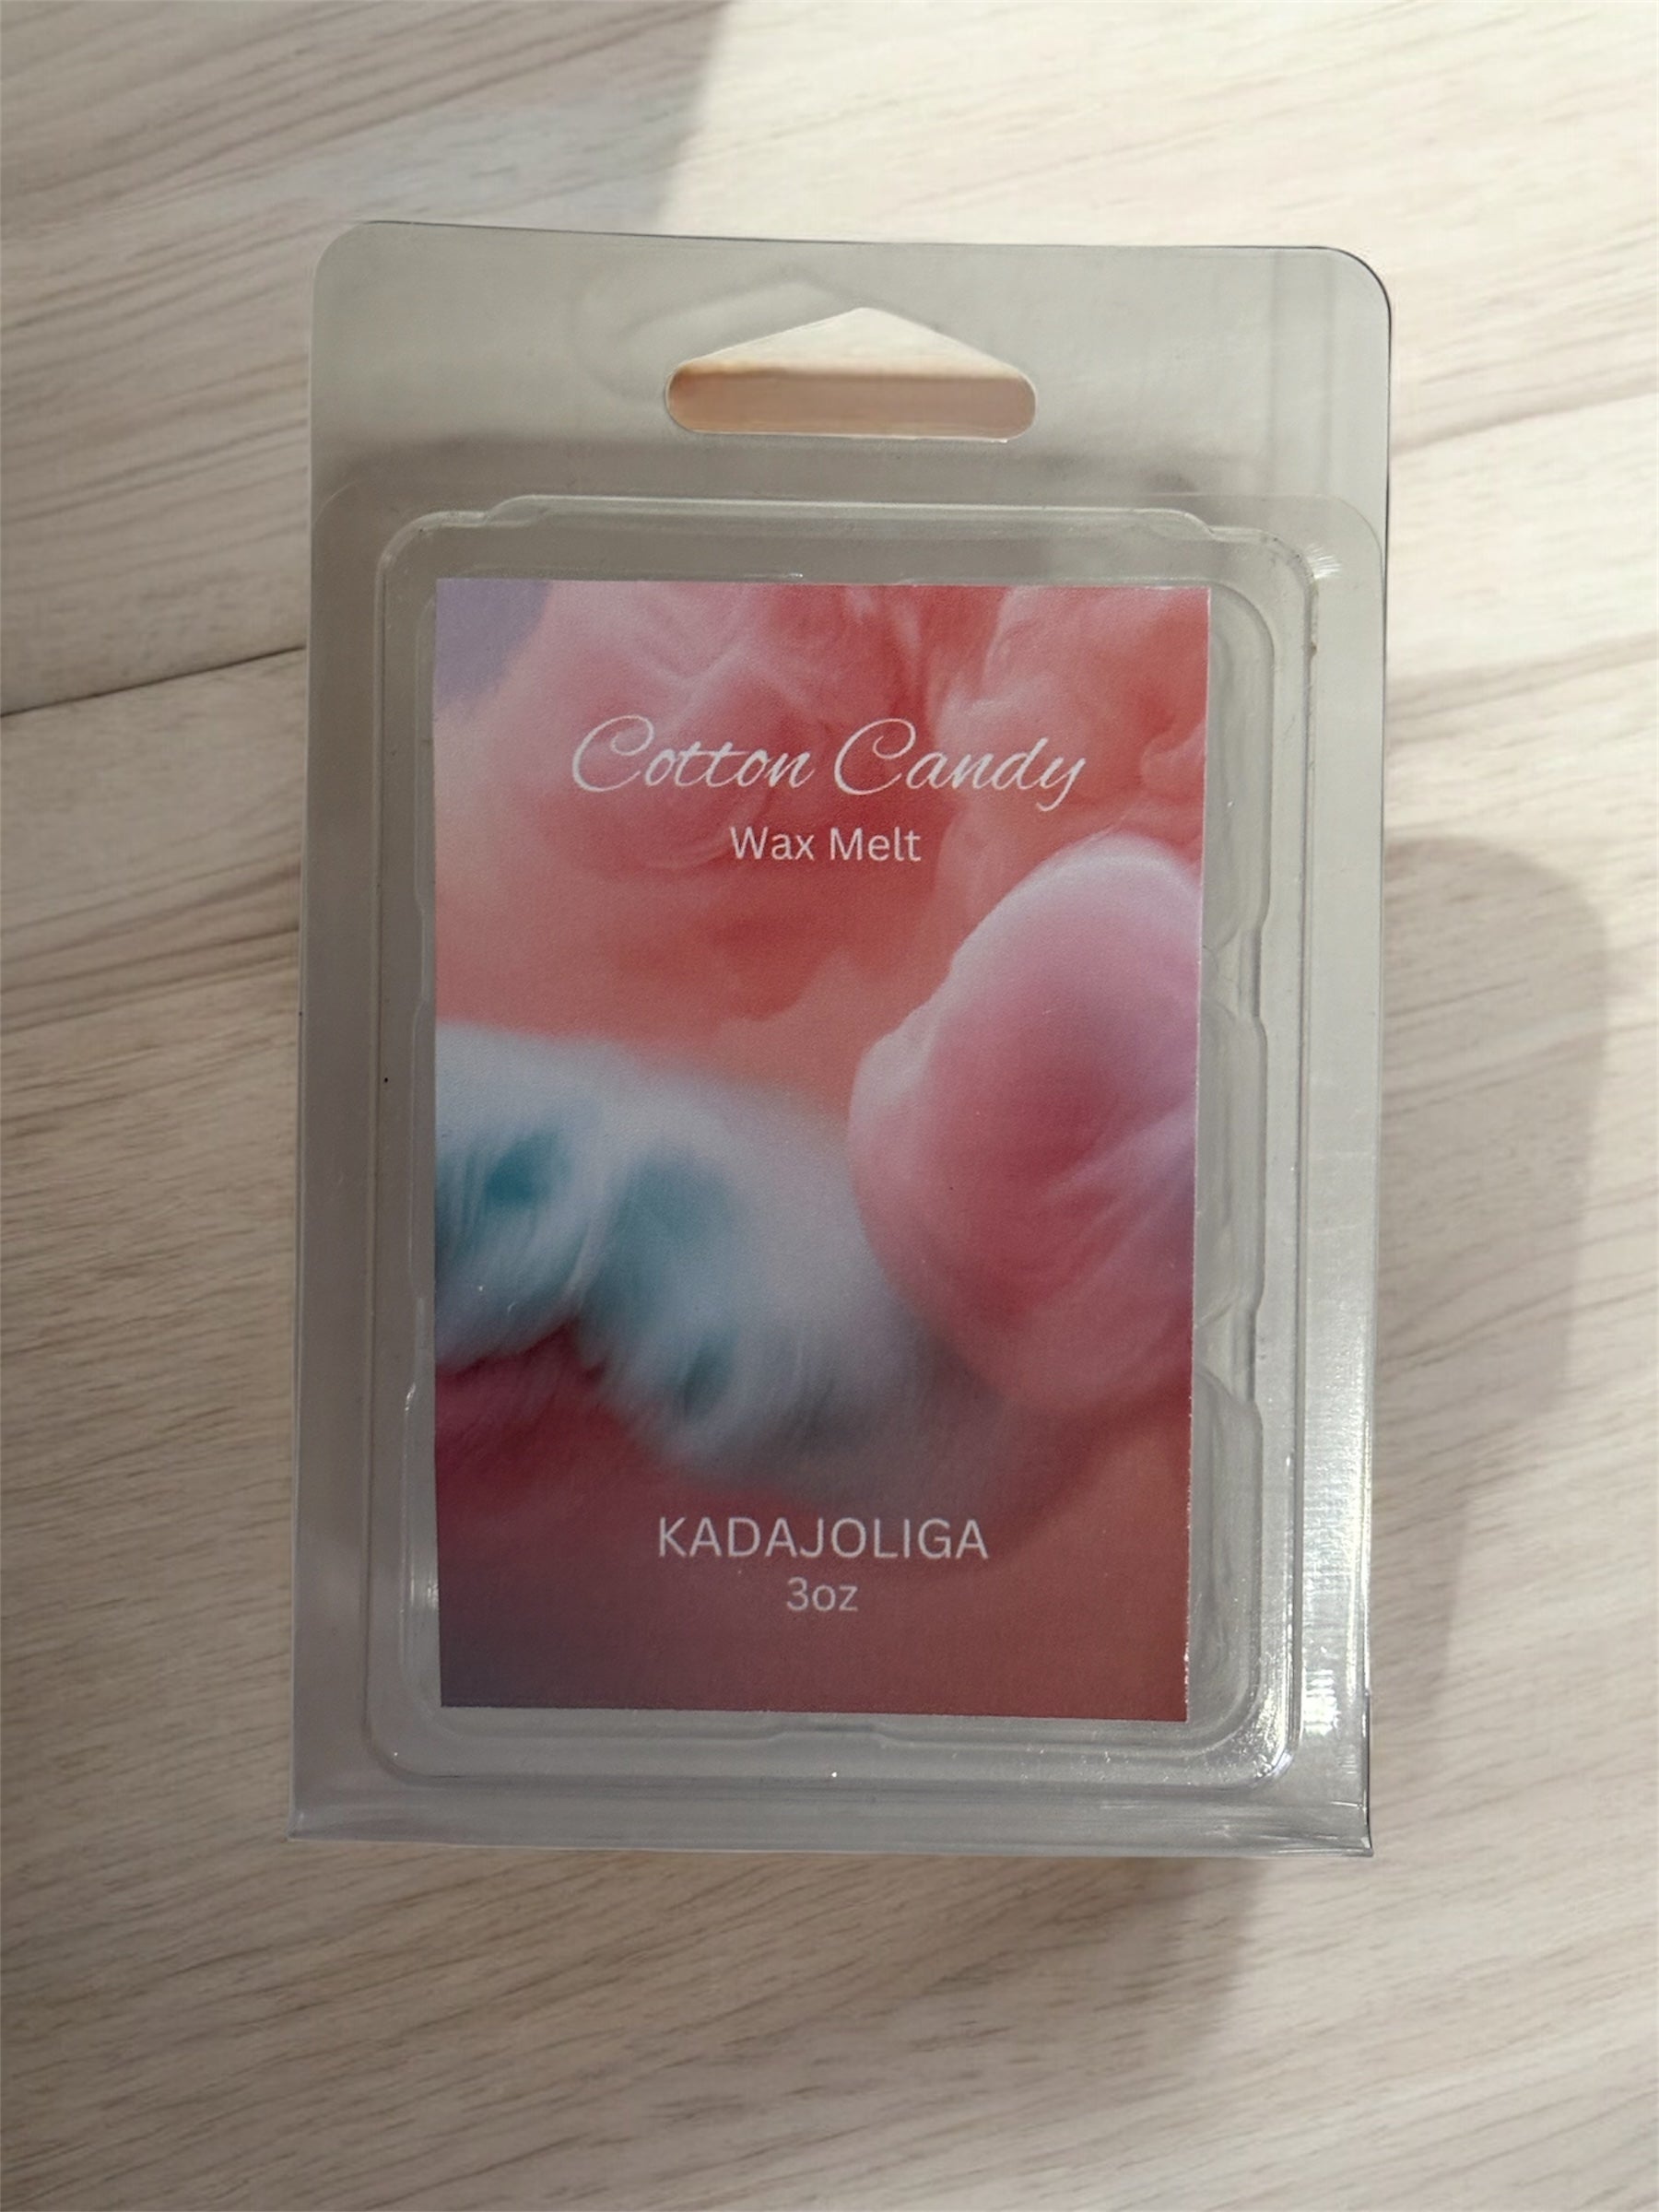 Cotton Candy
Wax Melt
KADAJOLIGA
3oz